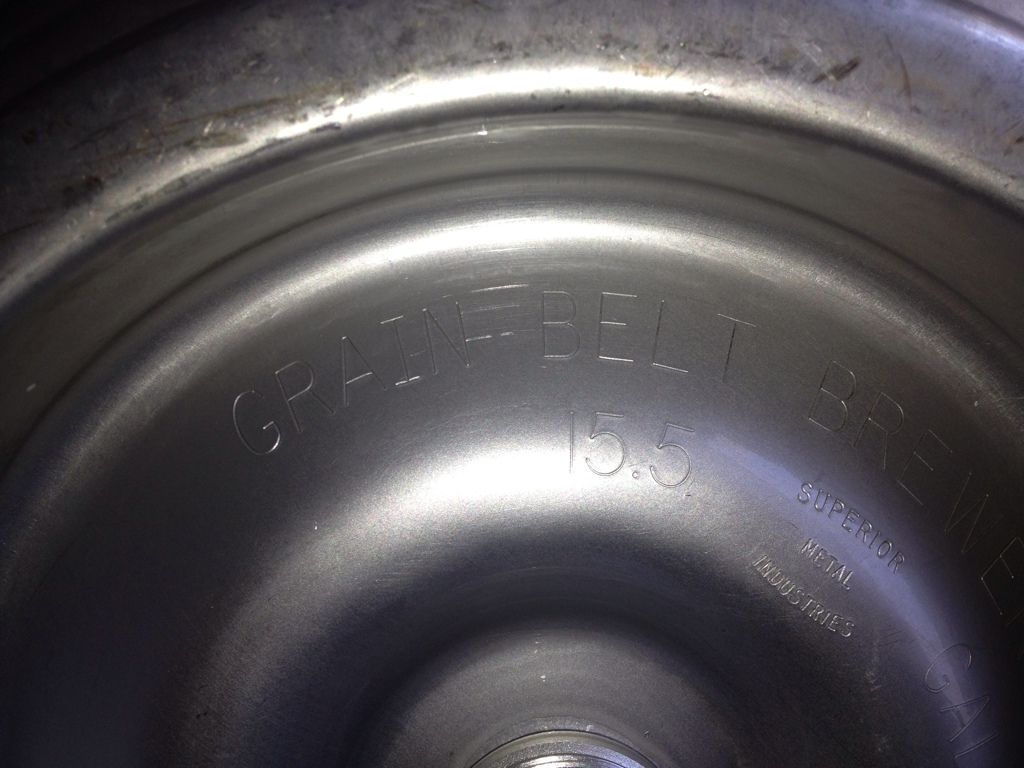 GRAIN BELT BREWE
15.5 GAL
SUPERIOR
METAL
INDUSTRIES